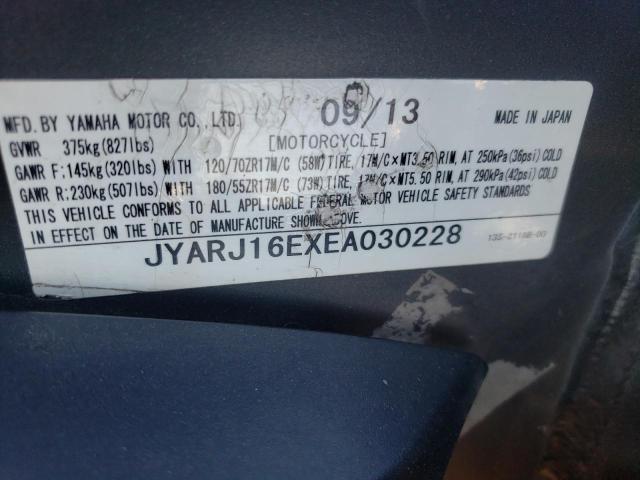 MFD. BY YAMAHA MOTOR CO., LTD. 09/13 MADE IN JAPAN
GVWR 375kg(827lbs) [MOTORCYCLE]
GAWR F:145kg(320lbs) WITH 120/70ZR17M/C (58W)TIRE, 17M/C×MT3.50 RIM, AT 250kPa(36psi)COLD
GAWR R:230kg(507lbs) WITH 180/55ZR17M/C (73W)TIRE, 17M/C×MT5.50 RIM, AT 290kPa(42psi)COLD
THIS VEHICLE CONFORMS TO ALL APPLICABLE FEDERAL MOTOR VEHICLE SAFETY STANDARDS
IN EFFECT ON THE DATE OF MANUFACTURE SHOWN ABOVE.
JYARJ16EXEA030228